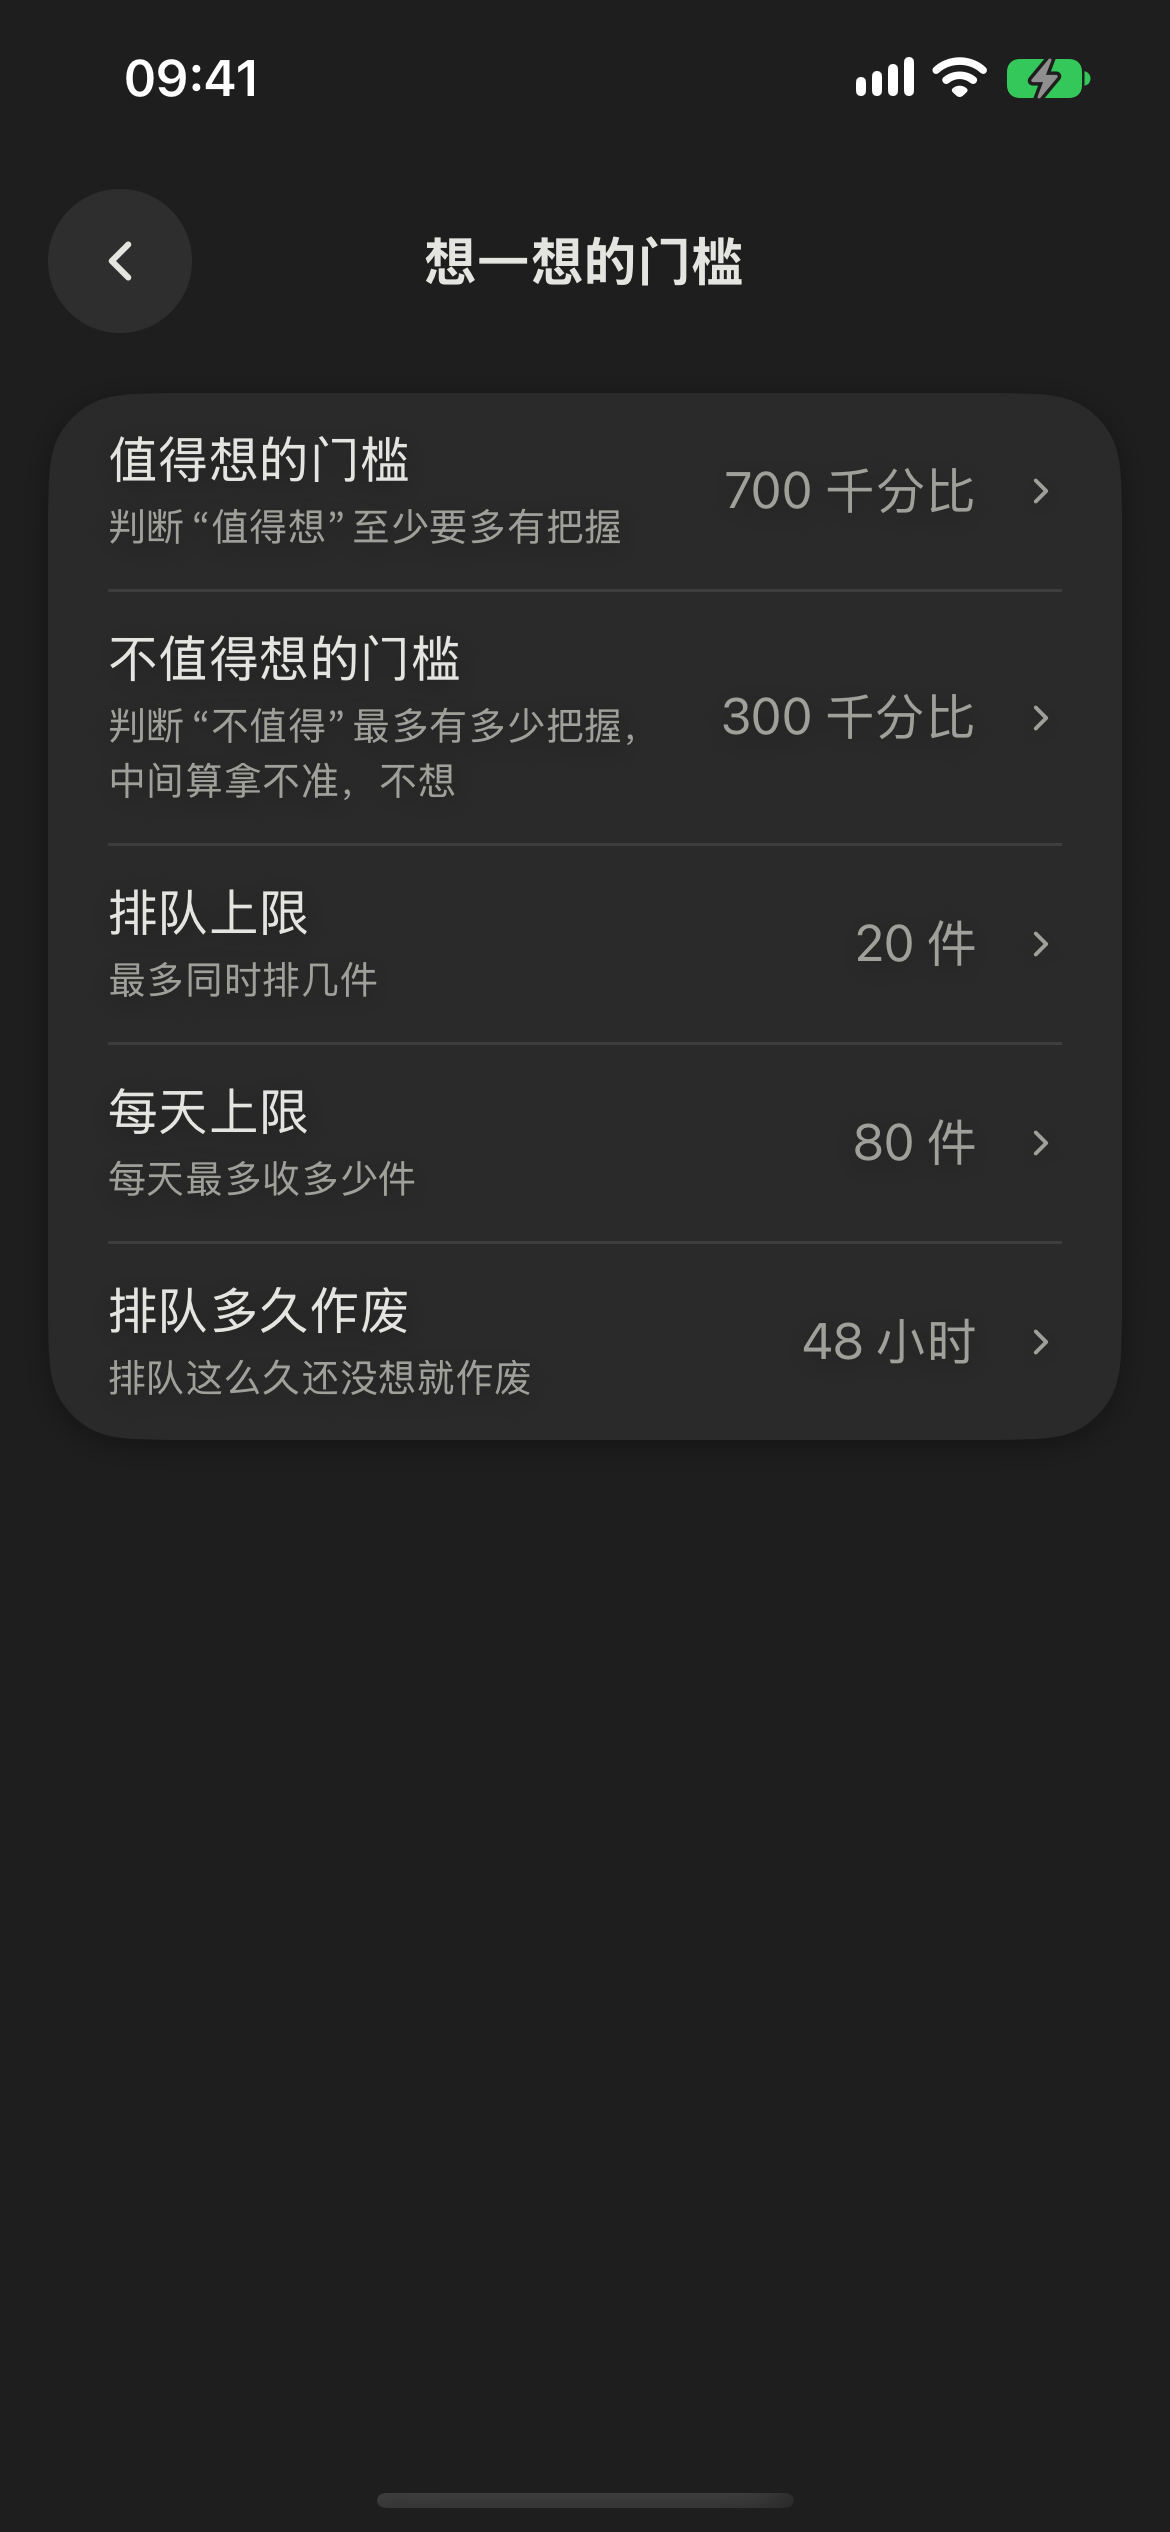 09:41
想一想的门槛
值得想的门槛
判断“值得想”至少要多有把握
700 千分比
不值得想的门槛
判断“不值得”最多有多少把握，
中间算拿不准，不想
300 千分比
排队上限
最多同时排几件
20 件
每天上限
每天最多收多少件
80 件
排队多久作废
排队这么久还没想就作废
48 小时